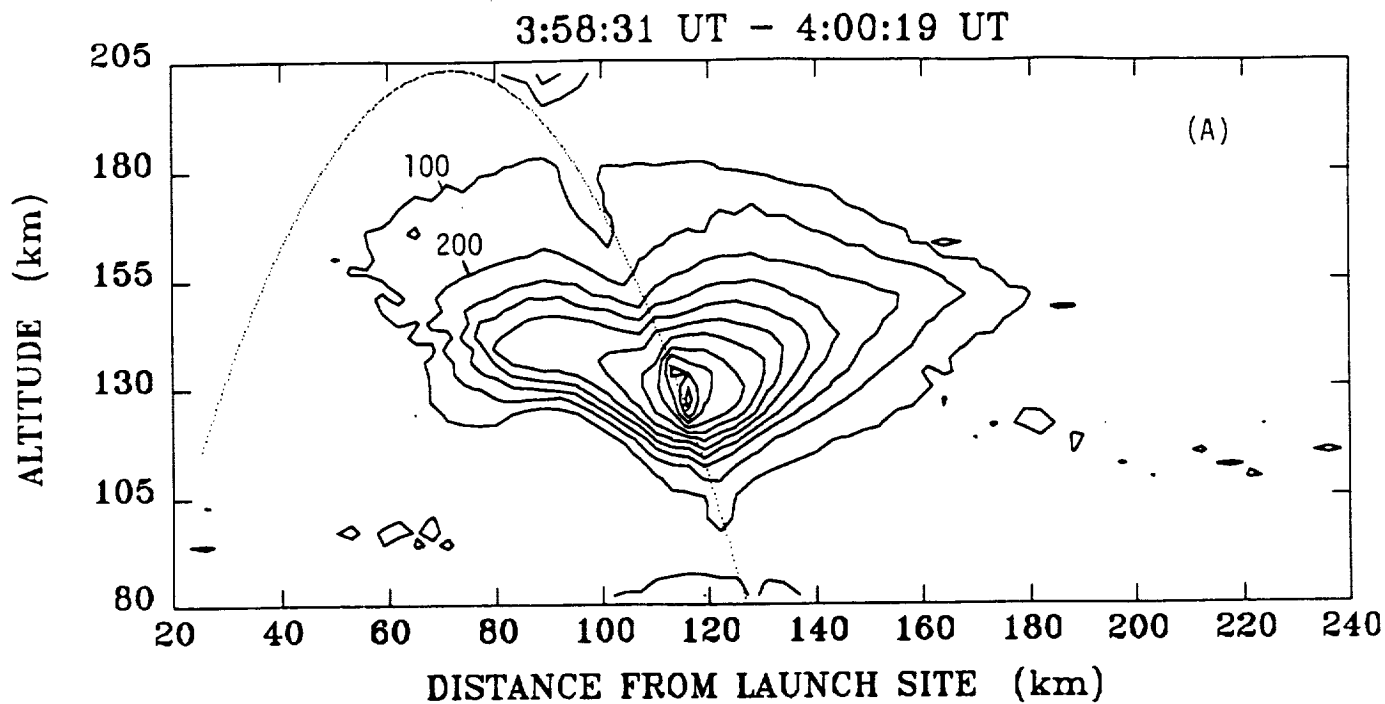 3:58:31 UT - 4:00:19 UT
205
(A)
180
100
200
155
130
105
80
ALTITUDE (km)
20 40 60 80 100 120 140 160 180 200 220 240
DISTANCE FROM LAUNCH SITE (km)